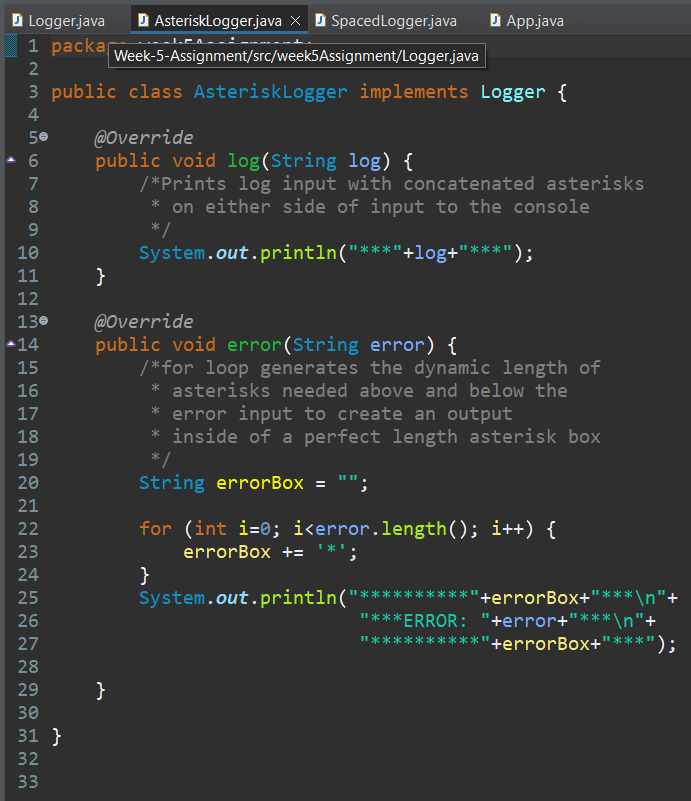 Logger.java AsteriskLogger.java SpacedLogger.java App.java
1 package
Week-5-Assignment/src/week5Assignment/Logger.java
2
3 public class AsteriskLogger implements Logger {
4
5 @Override
6 public void log(String log) {
7 /*Prints log input with concatenated asterisks
8 * on either side of input to the console
9 */
10 System.out.println("***"+log+"***");
11 }
12
13 @Override
14 public void error(String error) {
15 /*for loop generates the dynamic length of
16 * asterisks needed above and below the
17 * error input to create an output
18 * inside of a perfect length asterisk box
19 */
20 String errorBox = "";
21
22 for (int i=0; i<error.length(); i++) {
23 errorBox += '*';
24 }
25 System.out.println("**********"+errorBox+"***\n"+
26 "***ERROR: "+error+"***\n"+
27 "**********"+errorBox+"***");
28
29 }
30
31 }
32
33